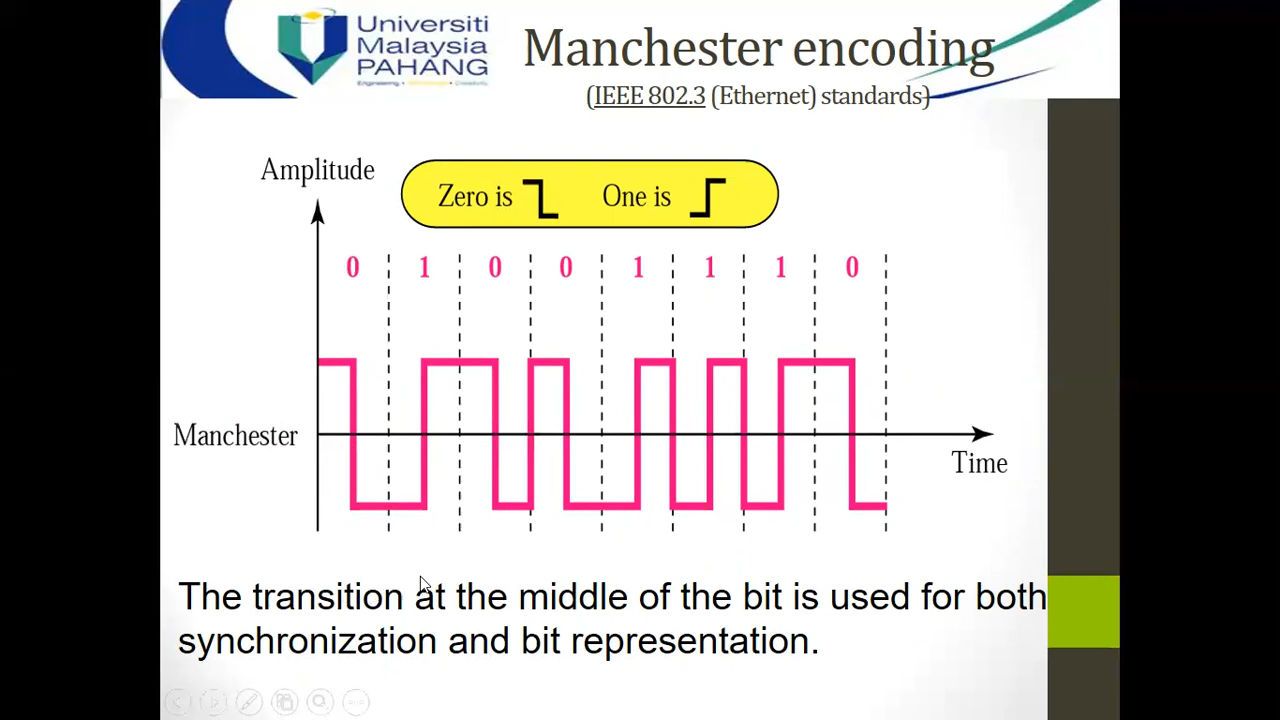 Universiti
Malaysia
PAHANG
Manchester encoding
(IEEE 802.3 (Ethernet) standards)
Amplitude
Zero is One is
0 1 0 0 1 1 1 0
Manchester
Time
The transition at the middle of the bit is used for both
synchronization and bit representation.